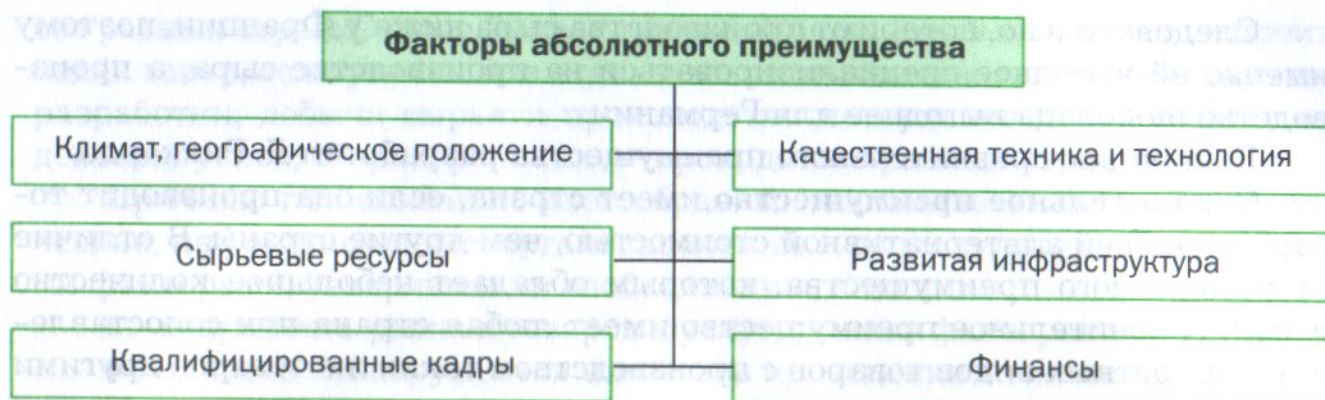 Факторы абсолютного преимущества
Климат, географическое положение
Качественная техника и технология
Сырьевые ресурсы
Развитая инфраструктура
Квалифицированные кадры
Финансы